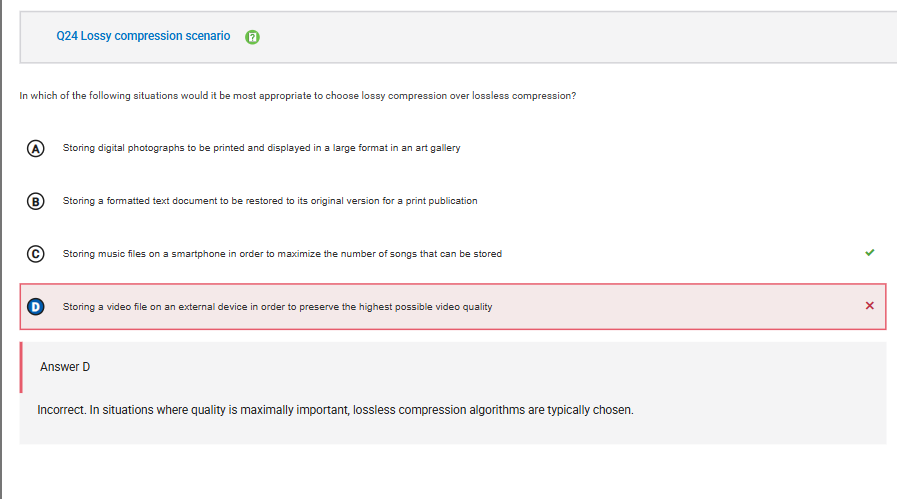 Q24 Lossy compression scenario
In which of the following situations would it be most appropriate to choose lossy compression over lossless compression?
A Storing digital photographs to be printed and displayed in a large format in an art gallery
B Storing a formatted text document to be restored to its original version for a print publication
C Storing music files on a smartphone in order to maximize the number of songs that can be stored
D Storing a video file on an external device in order to preserve the highest possible video quality
Answer D
Incorrect. In situations where quality is maximally important, lossless compression algorithms are typically chosen.